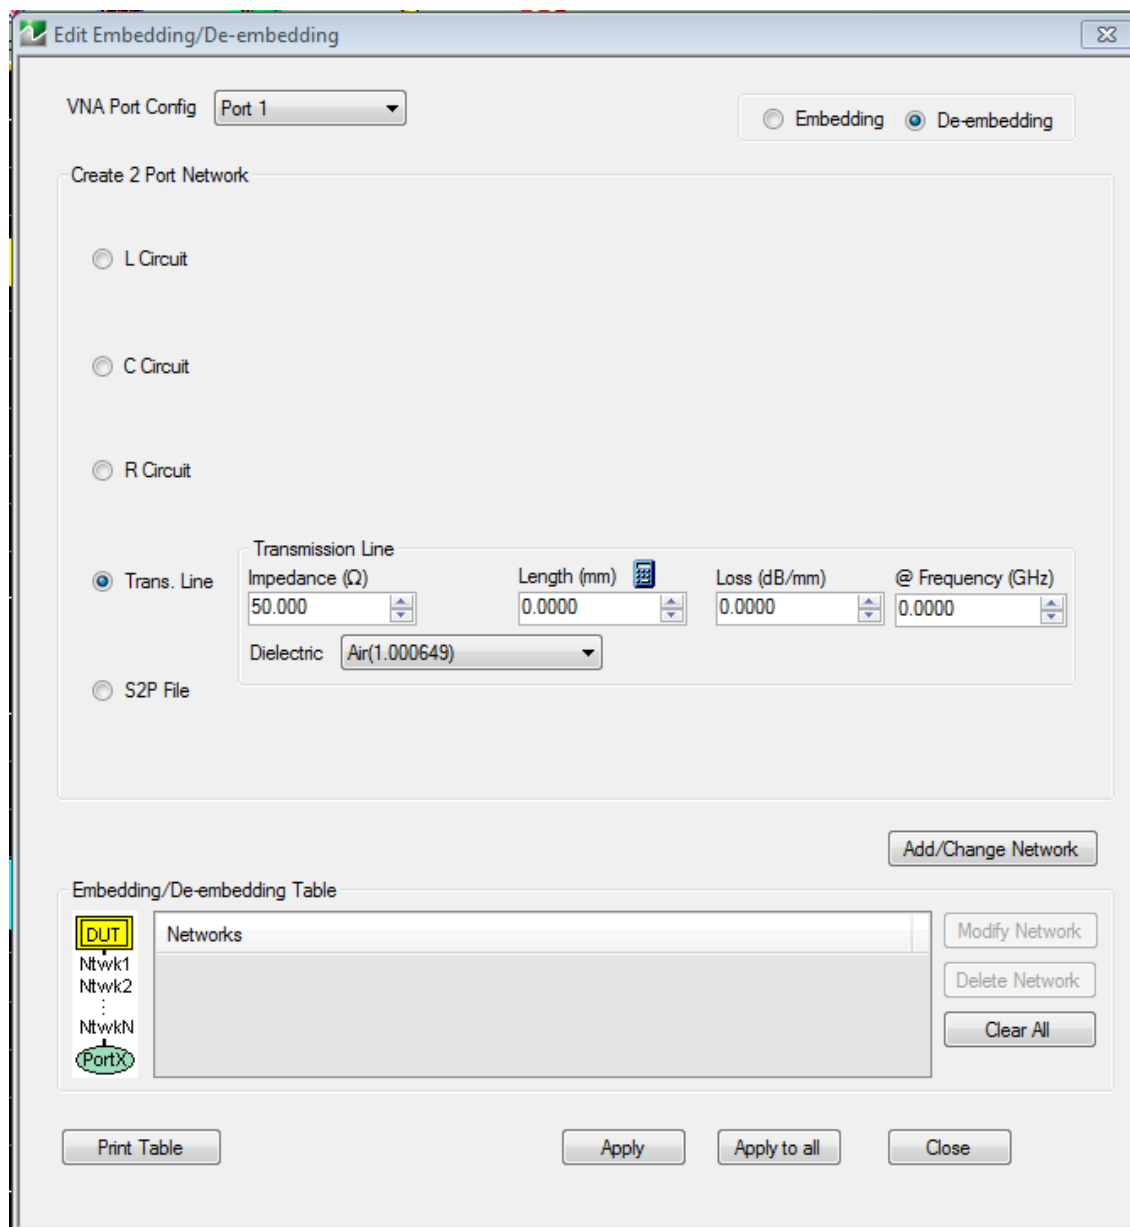 Edit Embedding/De-embedding
VNA Port Config Port 1 Embedding De-embedding
Create 2 Port Network
L Circuit
C Circuit
R Circuit
Transmission Line
Trans. Line Impedance (Ω) Length (mm) Loss (dB/mm) @ Frequency (GHz)
50.000 0.0000 0.0000 0.0000
Dielectric Air(1.000649)
S2P File
Add/Change Network
Embedding/De-embedding Table
DUT Networks Modify Network
Ntwk1
Ntwk2 Delete Network
:
NtwkN Clear All
PortX
Print Table Apply Apply to all Close